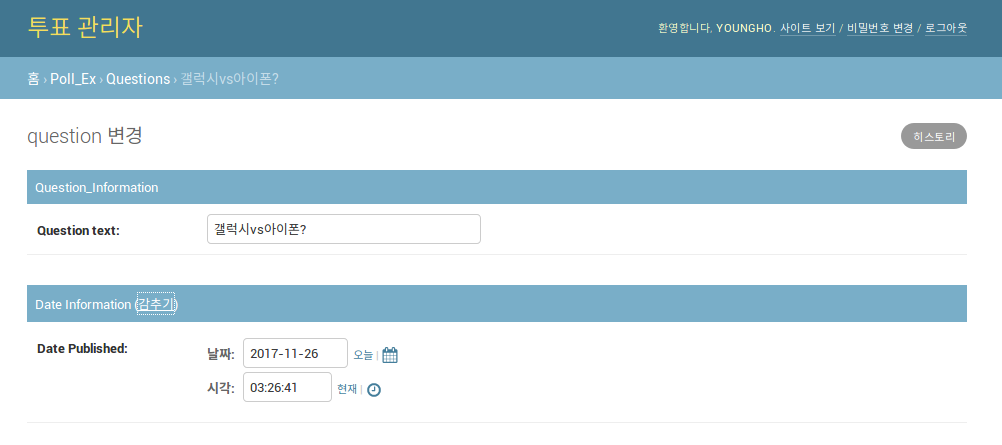 투표 관리자
환영합니다, YOUNGHO. 사이트 보기 / 비밀번호 변경 / 로그아웃
홈 › Poll_Ex › Questions › 갤럭시vs아이폰?
question 변경
히스토리
Question_Information
Question text: 갤럭시vs아이폰?
Date Information (감추기)
Date Published: 날짜: 2017-11-26 오늘 |
시각: 03:26:41 현재 |